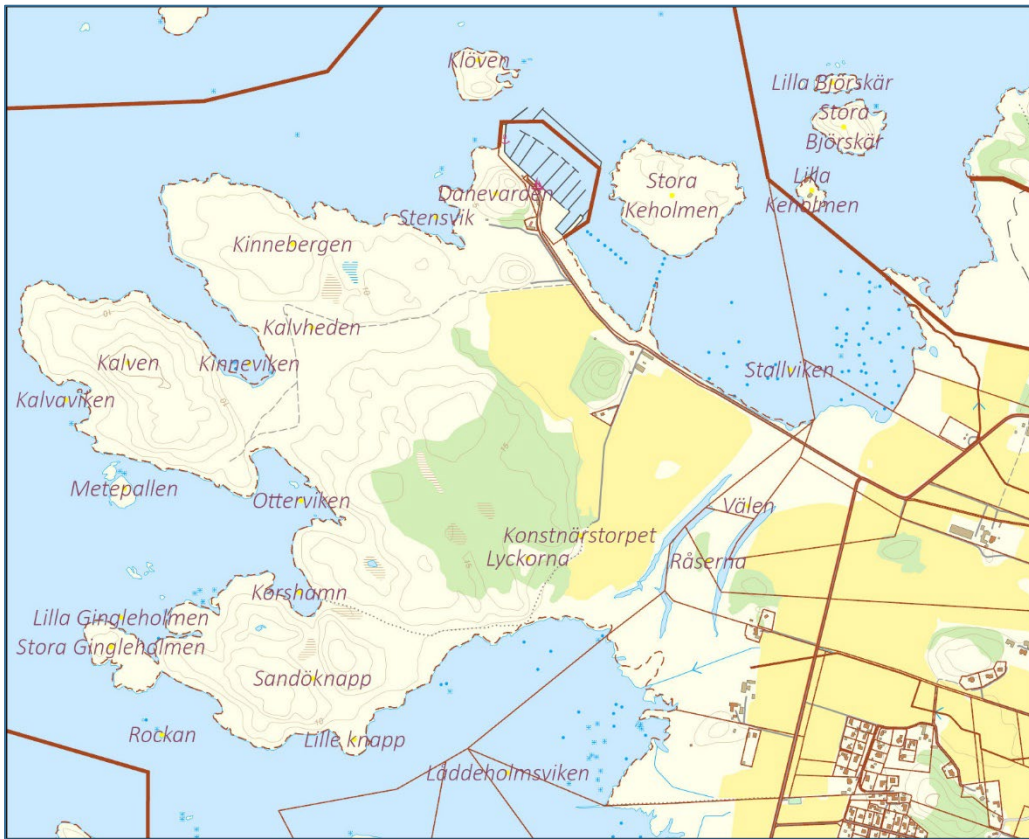 Klöven
Lilla Björskär
Stora
Björskär
Danevarden
Stora
Keholmen
Lilla
Keholmen
Stensvik
Kinnebergen
Kalvheden
Kalven
Kinneviken
Stallviken
Kalvaviken
Metepallen
Otterviken
Välen
Konstnärstorpet
Lyckorna
Råserna
Korshamn
Lilla Gingleholmen
Stora Gingleholmen
Sandöknapp
Rockan
Lille knapp
Låddeholmsviken